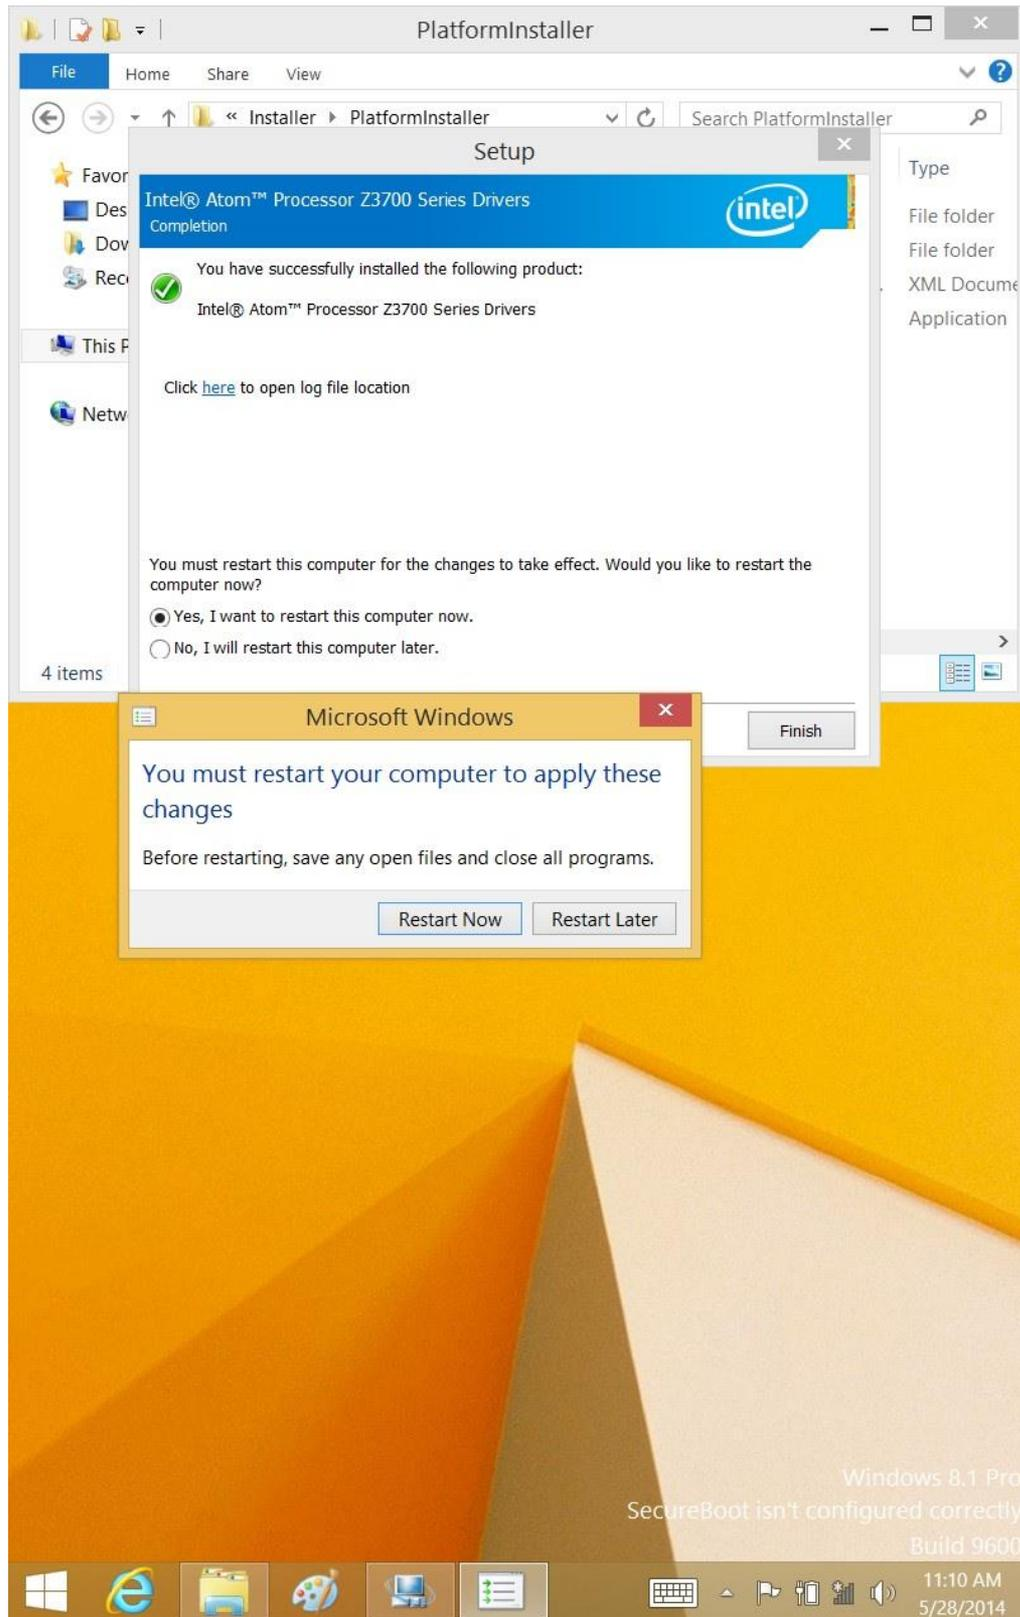 PlatformInstaller
File
Home
Share
View
« Installer
PlatformInstaller
Search PlatformInstaller
Favor
Des
Dow
Rece
This P
Netw
Type
File folder
File folder
XML Docume
Application
4 items
Setup
Intel® Atom™ Processor Z3700 Series Drivers
Completion
intel
You have successfully installed the following product:
Intel® Atom™ Processor Z3700 Series Drivers
Click here to open log file location
You must restart this computer for the changes to take effect. Would you like to restart the
computer now?
Yes, I want to restart this computer now.
No, I will restart this computer later.
Finish
Microsoft Windows
You must restart your computer to apply these
changes
Before restarting, save any open files and close all programs.
Restart Now
Restart Later
Windows 8.1 Pro
SecureBoot isn't configured correctly
Build 9600
11:10 AM
5/28/2014